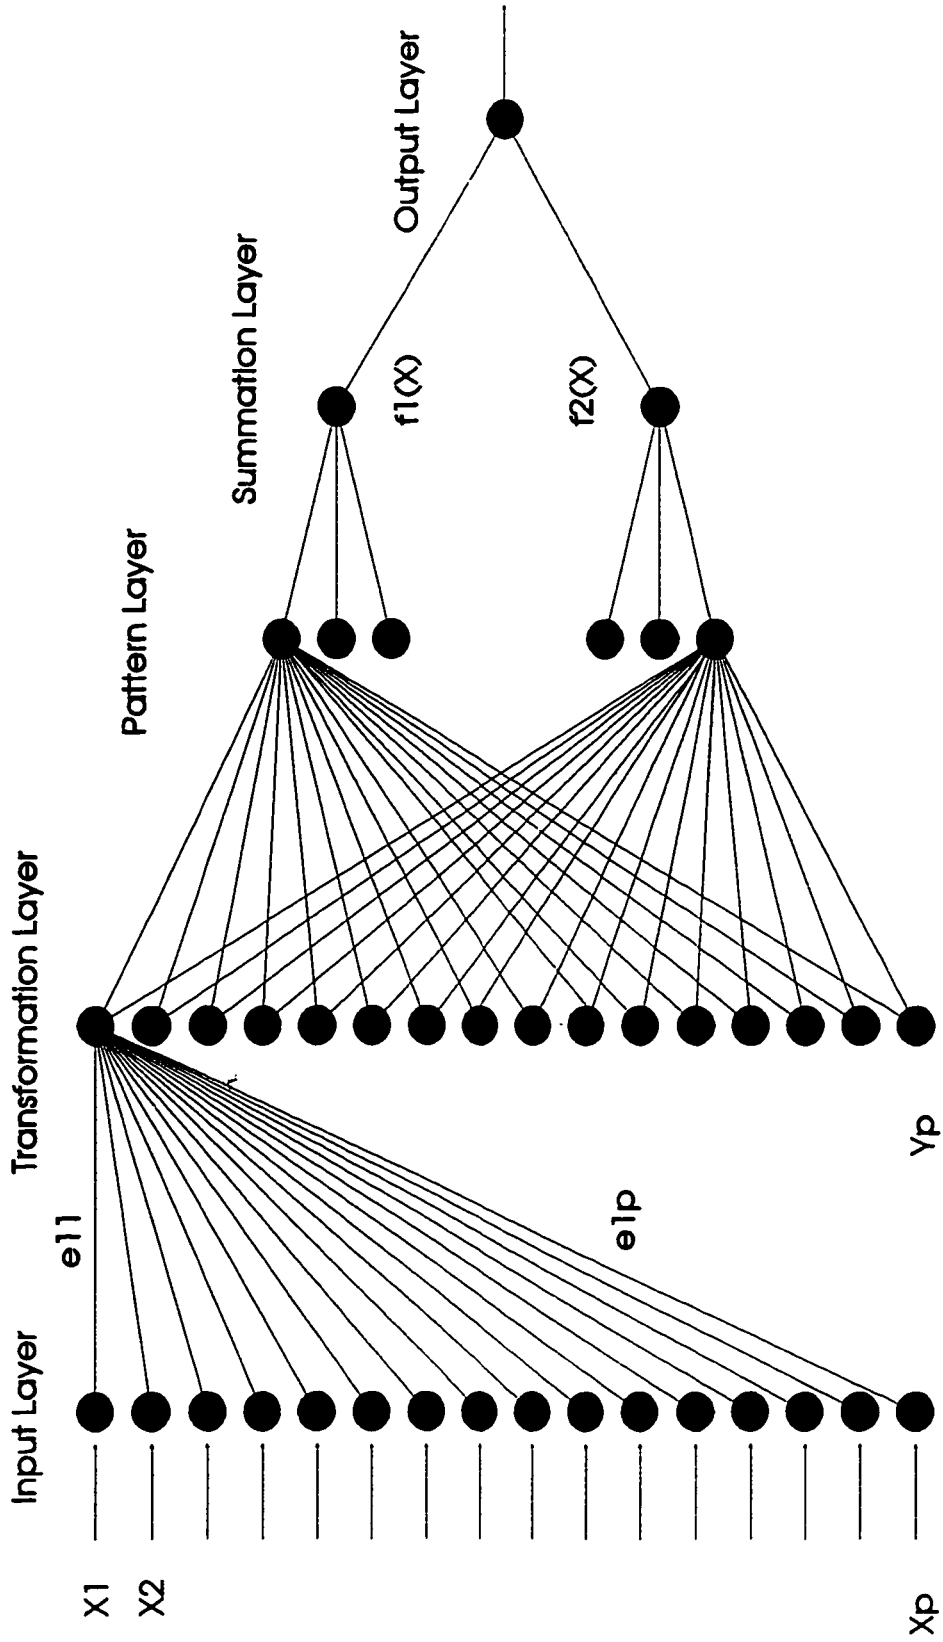 Input Layer
Transformation Layer
Pattern Layer
Summation Layer
Output Layer
X1
X2
Xp
e11
e1p
Yp
f1(X)
f2(X)